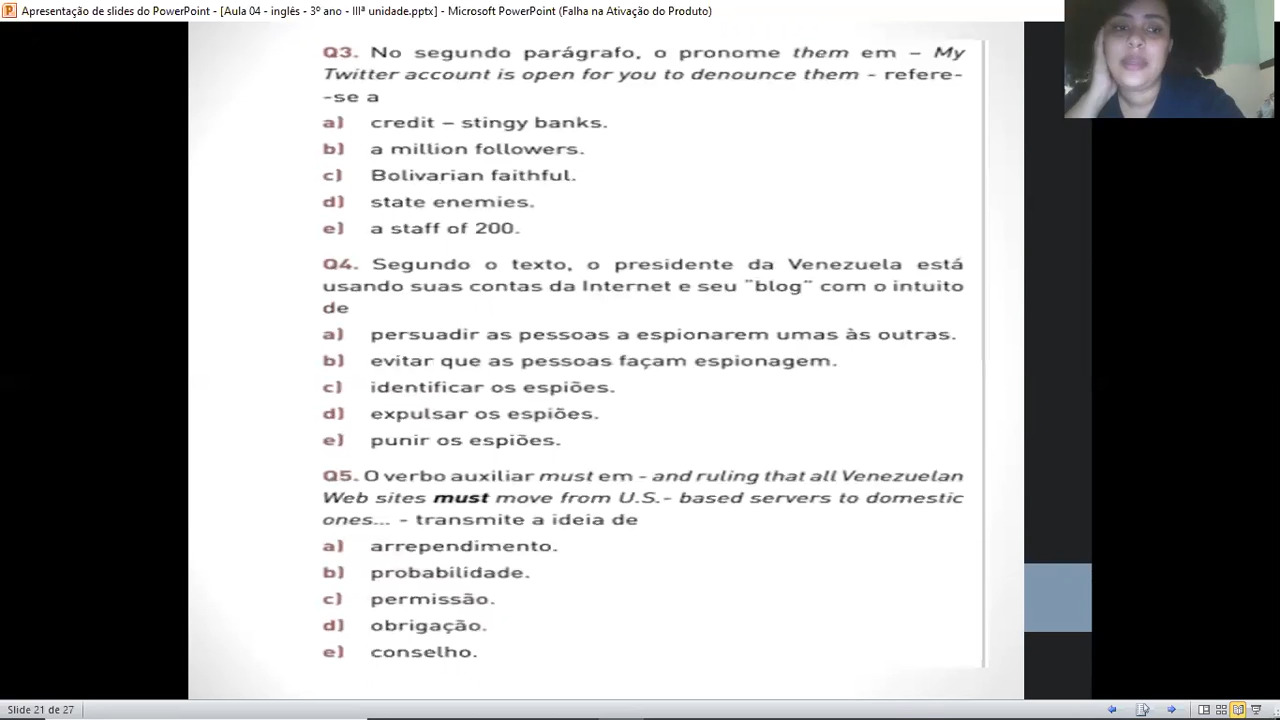 Apresentação de slides do PowerPoint - [Aula 04 - inglês - 3º ano - IIIª unidade.pptx] - Microsoft PowerPoint (Falha na Ativação do Produto)
Q3. No segundo parágrafo, o pronome them em – My
Twitter account is open for you to denounce them - refere-
-se a
a) credit – stingy banks.
b) a million followers.
c) Bolivarian faithful.
d) state enemies.
e) a staff of 200.
Q4. Segundo o texto, o presidente da Venezuela está
usando suas contas da Internet e seu "blog" com o intuito
de
a) persuadir as pessoas a espionarem umas às outras.
b) evitar que as pessoas façam espionagem.
c) identificar os espiões.
d) expulsar os espiões.
e) punir os espiões.
Q5. O verbo auxiliar must em - and ruling that all Venezuelan
Web sites must move from U.S.- based servers to domestic
ones... - transmite a ideia de
a) arrependimento.
b) probabilidade.
c) permissão.
d) obrigação.
e) conselho.
Slide 21 de 27